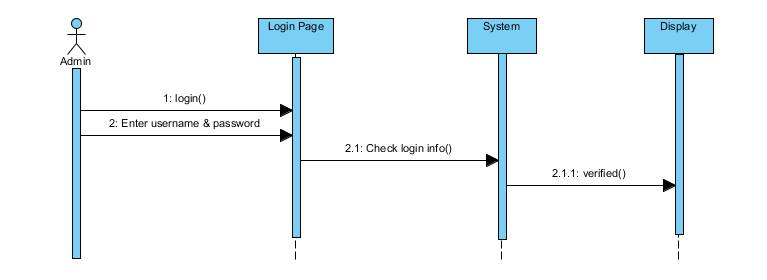 Login Page
System
Display
Admin
1: login()
2: Enter username & password
2.1: Check login info()
2.1.1: verified()